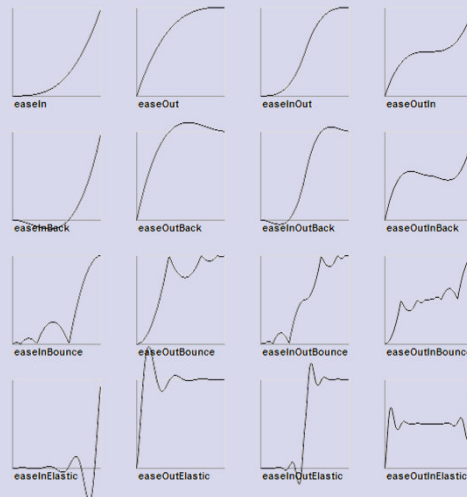 easeIn easeOut easeInOut easeOutIn
easeInBack easeOutBack easeInOutBack easeOutInBack
easeInBounce easeOutBounce easeInOutBounce easeOutInBounce
easeInElastic easeOutElastic easeInOutElastic easeOutInElastic